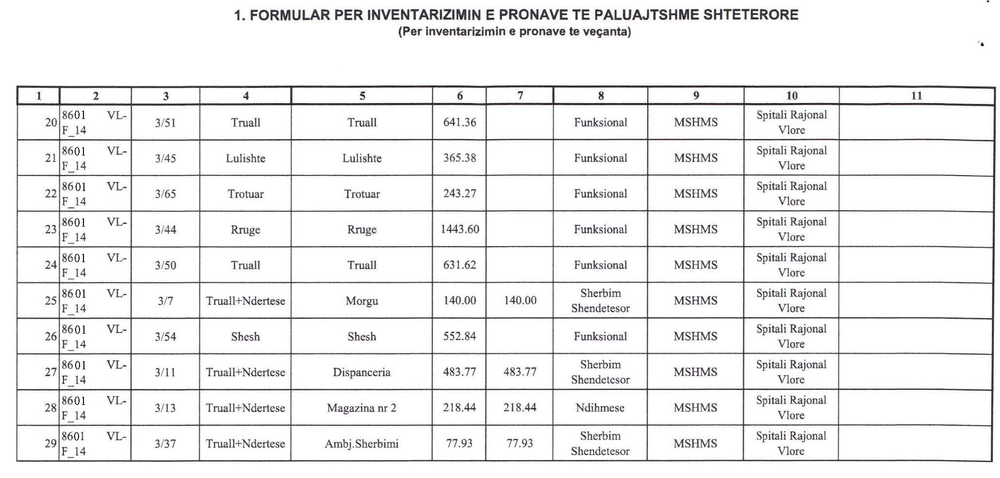 1. FORMULAR PER INVENTARIZIMIN E PRONAVE TE PALUAJTSHME SHTETERORE
(Per inventarizimin e pronave te veçanta)
1 2 3 4 5 6 7 8 9 10 11
20 8601 VL-F_14 3/51 Truall Truall 641.36 Funksional MSHMS Spitali Rajonal Vlore
21 8601 VL-F_14 3/45 Lulishte Lulishte 365.38 Funksional MSHMS Spitali Rajonal Vlore
22 8601 VL-F_14 3/65 Trotuar Trotuar 243.27 Funksional MSHMS Spitali Rajonal Vlore
23 8601 VL-F_14 3/44 Rruge Rruge 1443.60 Funksional MSHMS Spitali Rajonal Vlore
24 8601 VL-F_14 3/50 Truall Truall 631.62 Funksional MSHMS Spitali Rajonal Vlore
25 8601 VL-F_14 3/7 Truall+Ndertese Morgu 140.00 140.00 Sherbim Shendetesor MSHMS Spitali Rajonal Vlore
26 8601 VL-F_14 3/54 Shesh Shesh 552.84 Funksional MSHMS Spitali Rajonal Vlore
27 8601 VL-F_14 3/11 Truall+Ndertese Dispanceria 483.77 483.77 Sherbim Shendetesor MSHMS Spitali Rajonal Vlore
28 8601 VL-F_14 3/13 Truall+Ndertese Magazina nr 2 218.44 218.44 Ndihmese MSHMS Spitali Rajonal Vlore
29 8601 VL-F_14 3/37 Truall+Ndertese Ambj.Sherbimi 77.93 77.93 Sherbim Shendetesor MSHMS Spitali Rajonal Vlore